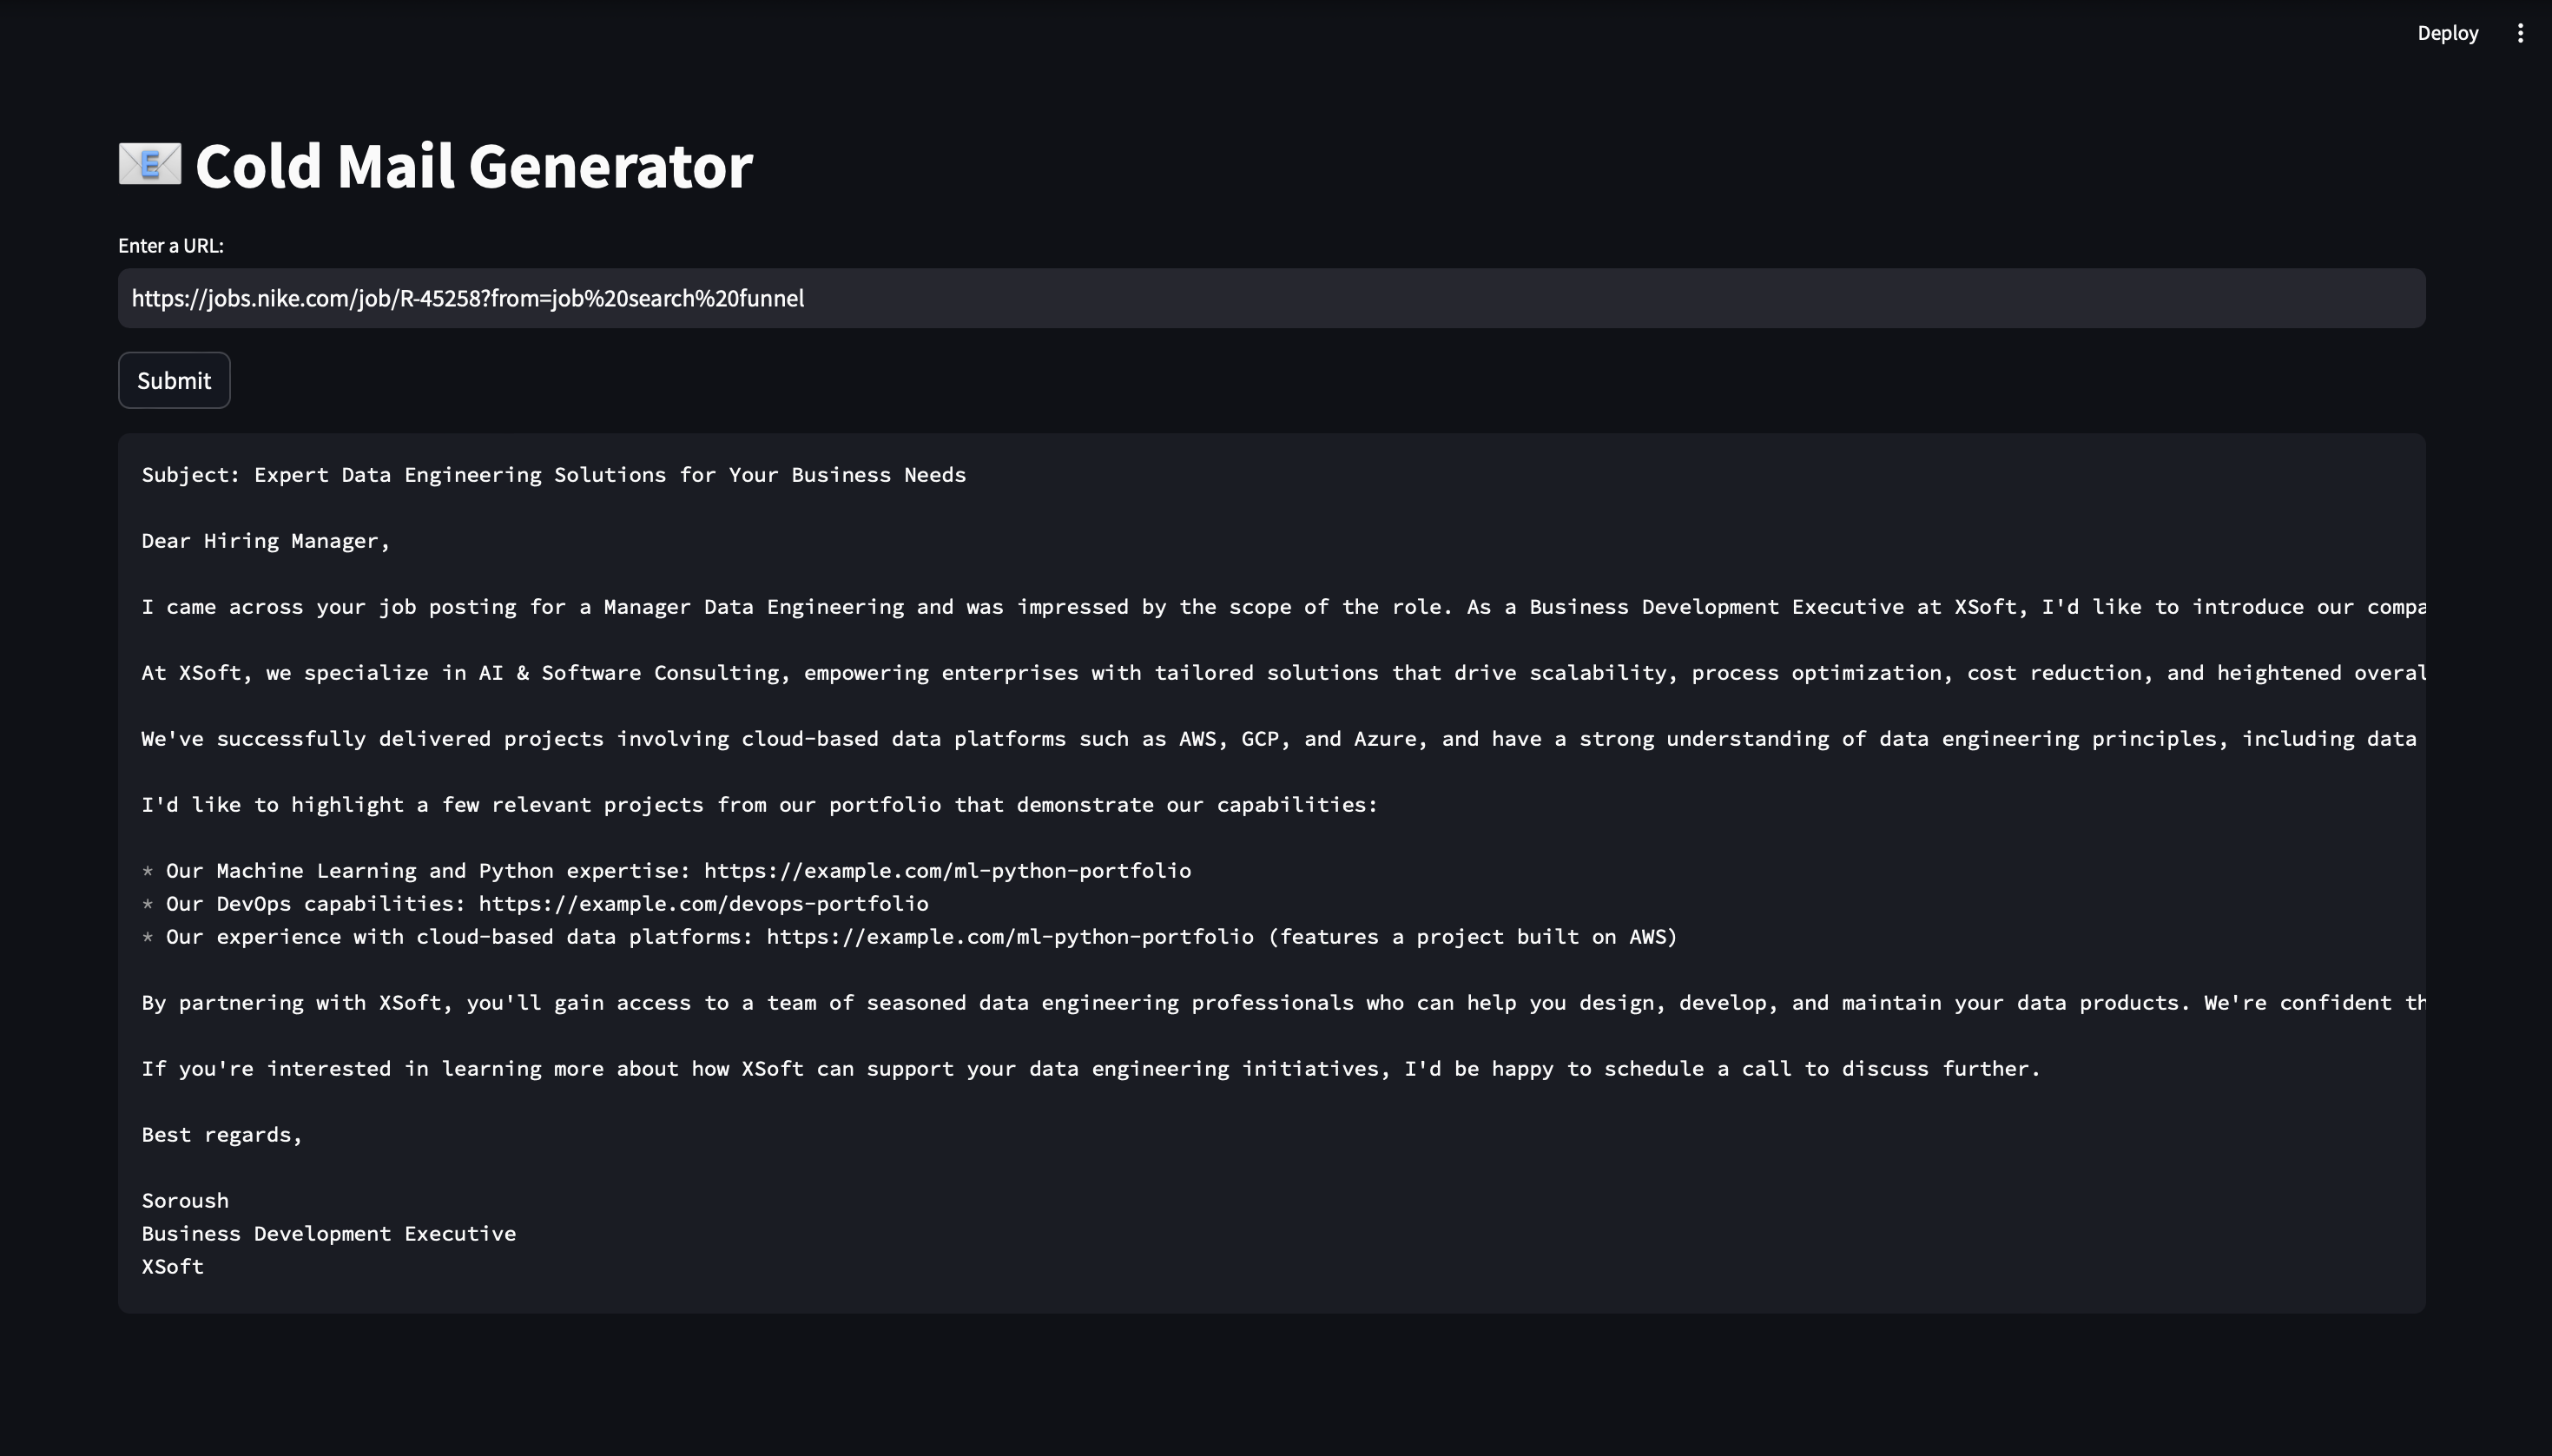 Deploy
Cold Mail Generator
Enter a URL:
https://jobs.nike.com/job/R-45258?from=job%20search%20funnel
Submit
Subject: Expert Data Engineering Solutions for Your Business Needs
Dear Hiring Manager,
I came across your job posting for a Manager Data Engineering and was impressed by the scope of the role. As a Business Development Executive at XSoft, I'd like to introduce our compa
At XSoft, we specialize in AI & Software Consulting, empowering enterprises with tailored solutions that drive scalability, process optimization, cost reduction, and heightened overal
We've successfully delivered projects involving cloud-based data platforms such as AWS, GCP, and Azure, and have a strong understanding of data engineering principles, including data
I'd like to highlight a few relevant projects from our portfolio that demonstrate our capabilities:
* Our Machine Learning and Python expertise: https://example.com/ml-python-portfolio
* Our DevOps capabilities: https://example.com/devops-portfolio
* Our experience with cloud-based data platforms: https://example.com/ml-python-portfolio (features a project built on AWS)
By partnering with XSoft, you'll gain access to a team of seasoned data engineering professionals who can help you design, develop, and maintain your data products. We're confident th
If you're interested in learning more about how XSoft can support your data engineering initiatives, I'd be happy to schedule a call to discuss further.
Best regards,
Soroush
Business Development Executive
XSoft